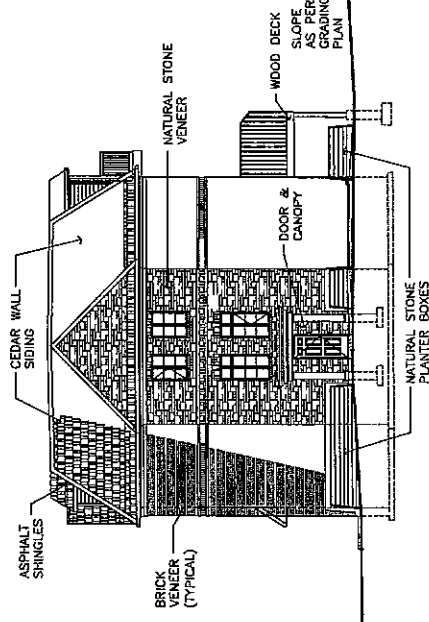 ASPHALT
SHINGLES
CEDAR WALL
SIDING
NATURAL STONE
VENEER
BRICK
VENEER
(TYPICAL)
DOOR &
CANOPY
WOOD DECK
SLOPE
AS PER
GRADING
PLAN
NATURAL STONE
PLANTER BOXES